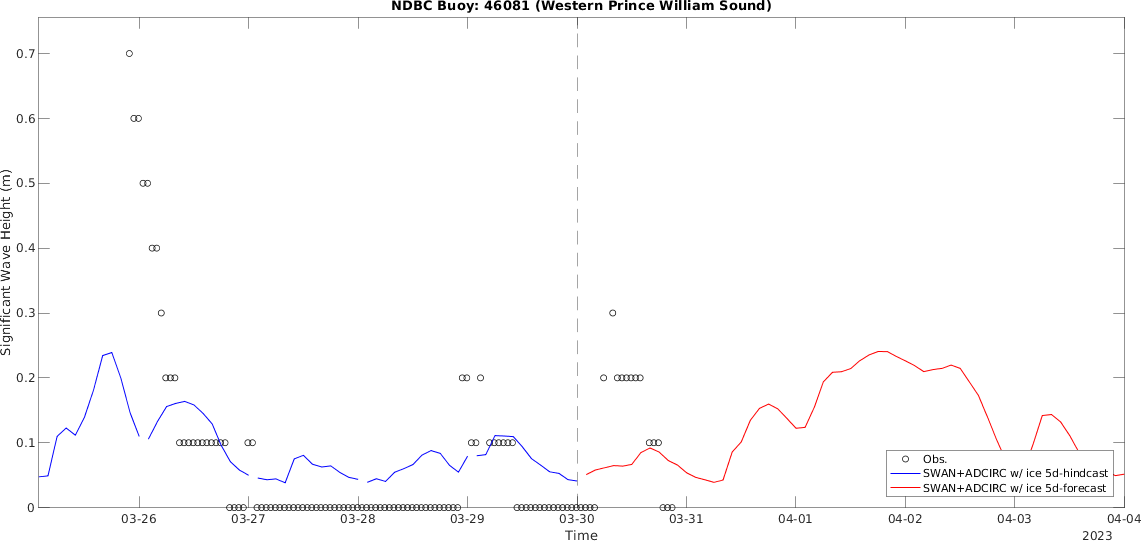 NDBC Buoy: 46081 (Western Prince William Sound)
Significant Wave Height (m)
0.7
0.6
0.5
0.4
0.3
0.2
0.1
0
Obs.
SWAN+ADCIRC w/ ice 5d-hindcast
SWAN+ADCIRC w/ ice 5d-forecast
03-26 03-27 03-28 03-29 03-30 03-31 04-01 04-02 04-03 04-04
Time
2023